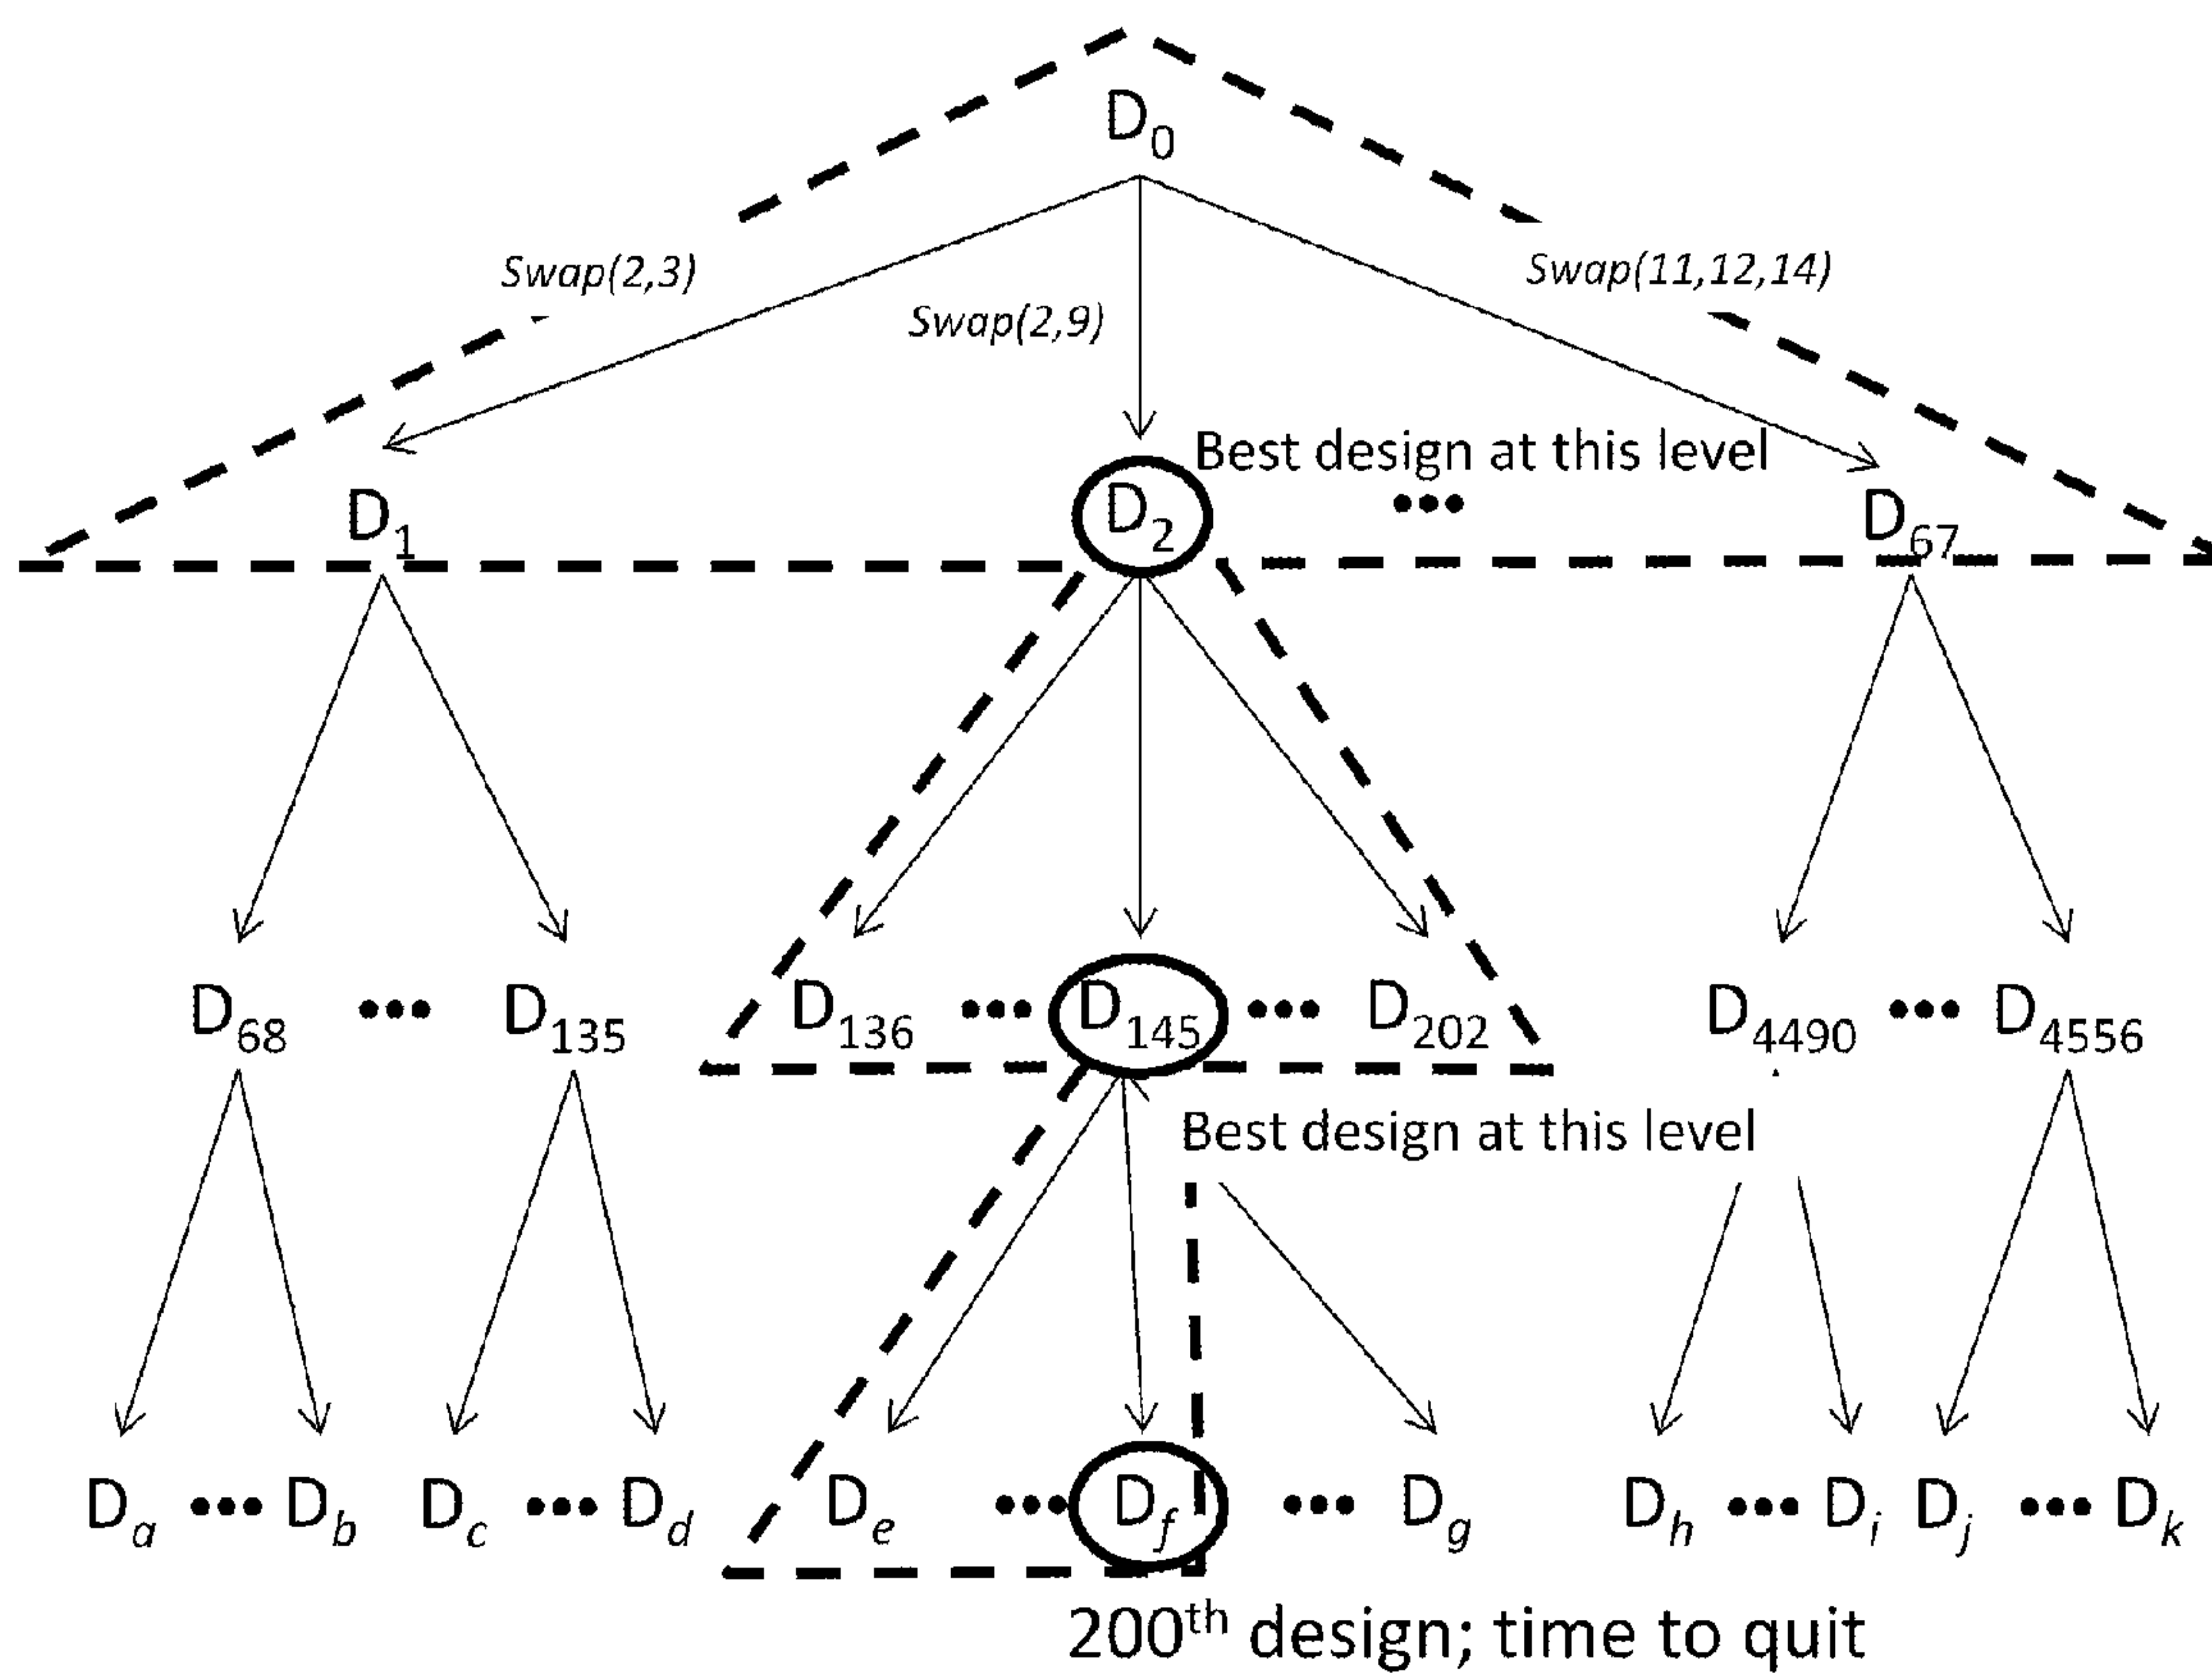 D0
Swap(2,3)
Swap(2,9)
Swap(11,12,14)
Best design at this level
D1 D2 ••• D67
D68 ••• D135 D136 ••• D145 ••• D202 D4490 ••• D4556
Best design at this level
Da ••• Db Dc ••• Dd De ••• Df ••• Dg Dh ••• Di Dj ••• Dk
200th design; time to quit